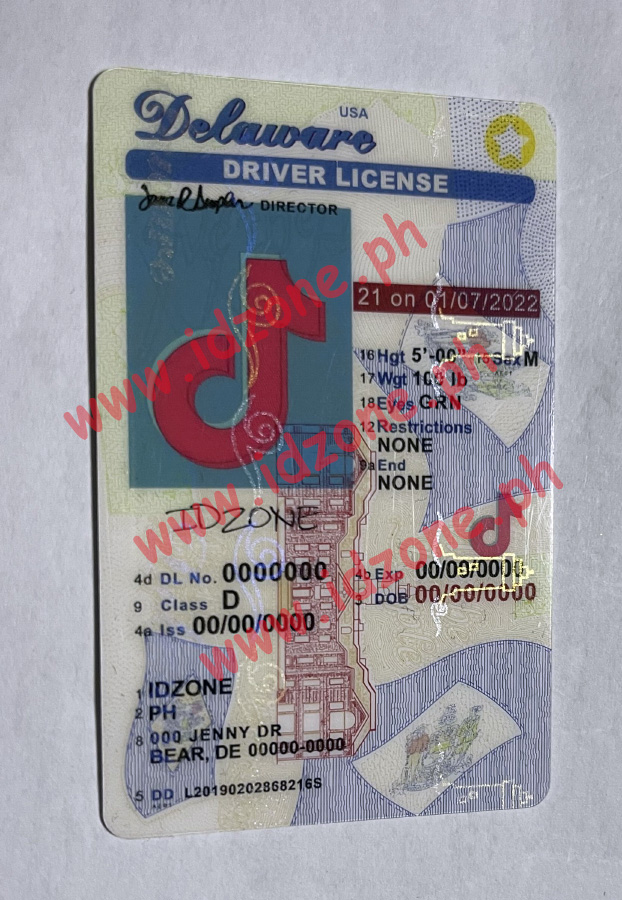 Delaware
USA
DRIVER LICENSE
DIRECTOR
21 on 01/07/2022
16 Hgt 5'-00" 15 Sex M
17 Wgt 100 lb
18 Eyes GRN
12 Restrictions
NONE
9a End
NONE
IDZONE
4d DL No. 0000000
4b Exp 00/00/0000
9 Class D
3 DOB 00/00/0000
4a Iss 00/00/0000
1 IDZONE
2 PH
8 000 JENNY DR
BEAR, DE 00000-0000
5 DD L20190202868216S
www.idzone.ph
www.idzone.ph
www.idzone.ph